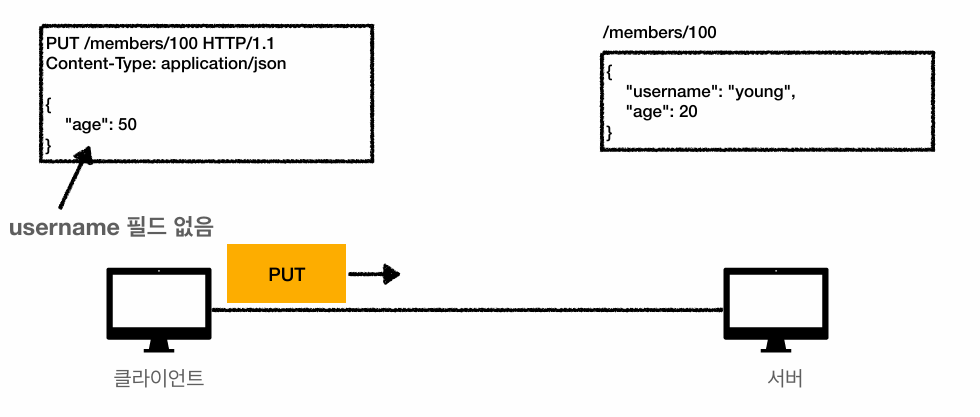 PUT /members/100 HTTP/1.1
Content-Type: application/json
{
"age": 50
}
username 필드 없음
/members/100
{
"username": "young",
"age": 20
}
PUT
클라이언트
서버